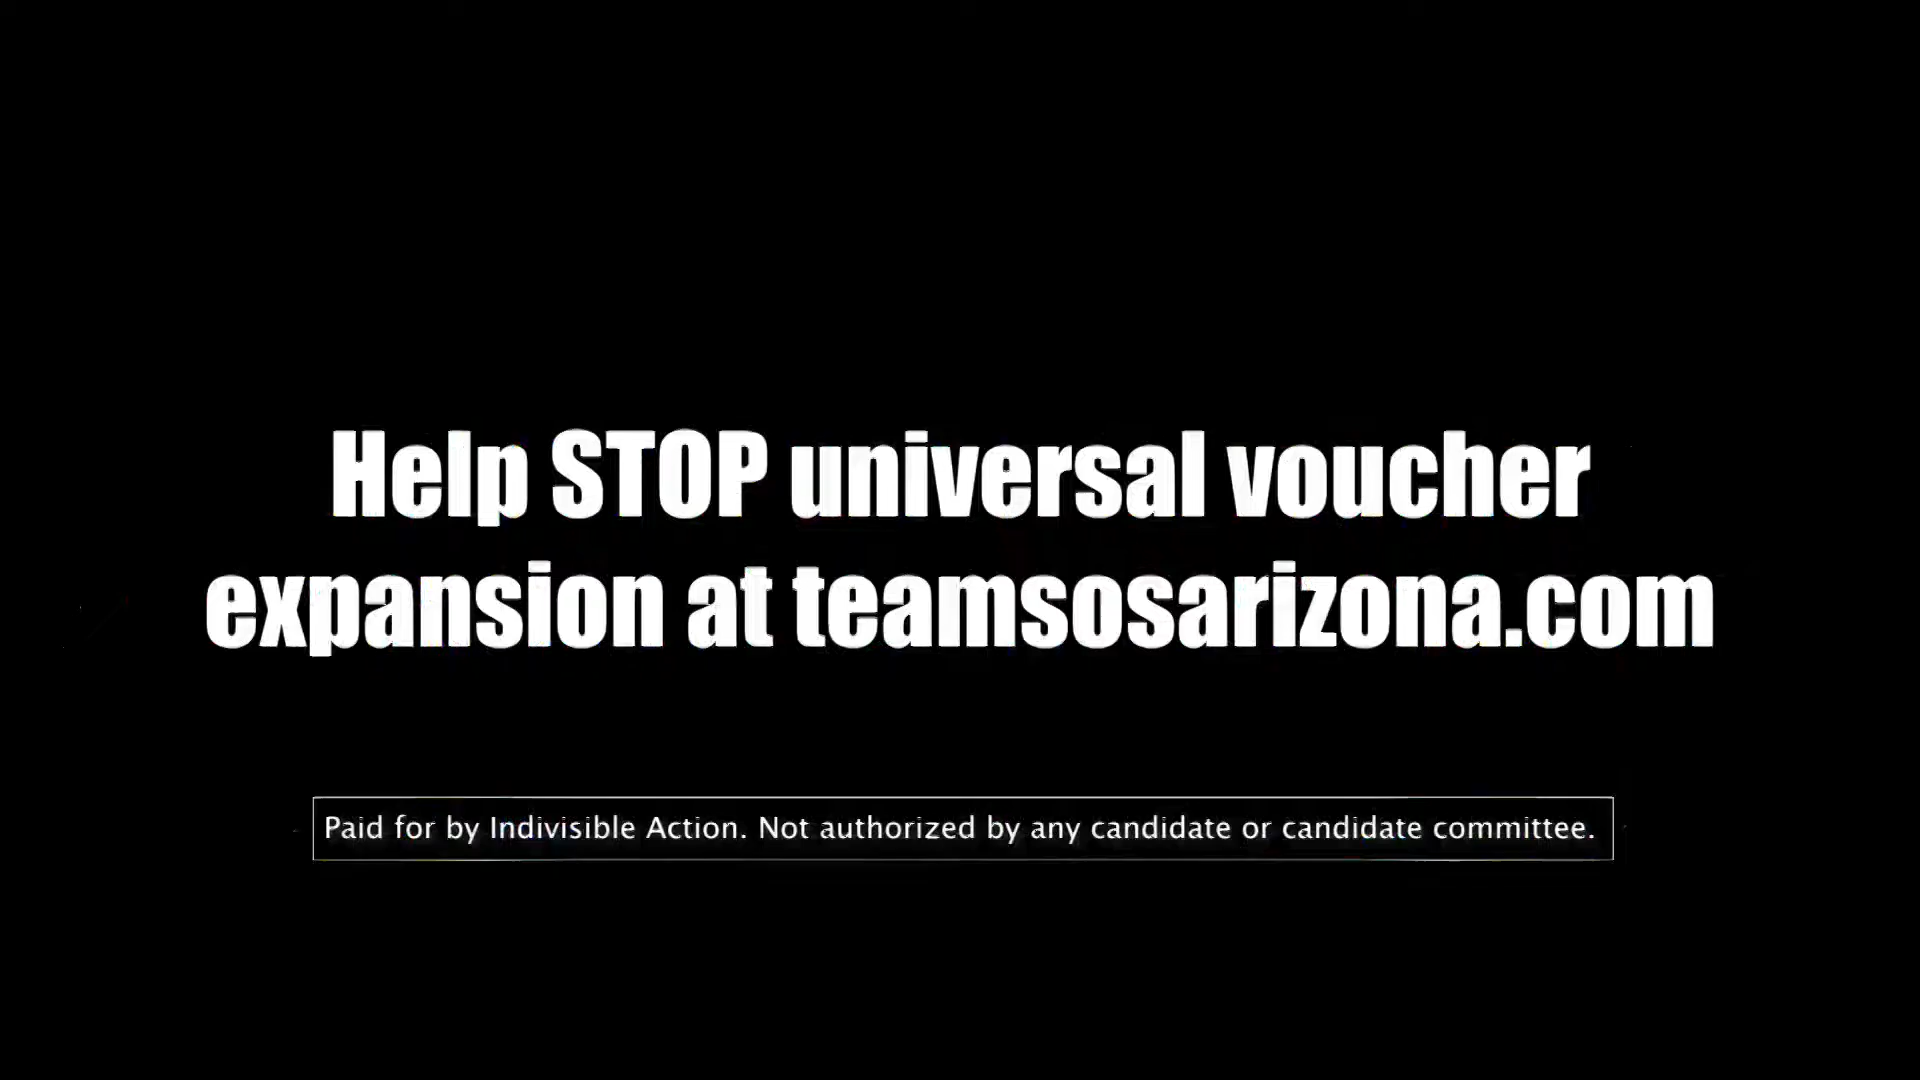 Help STOP universal voucher
expansion at teamsosarizona.com
Paid for by Indivisible Action. Not authorized by any candidate or candidate committee.